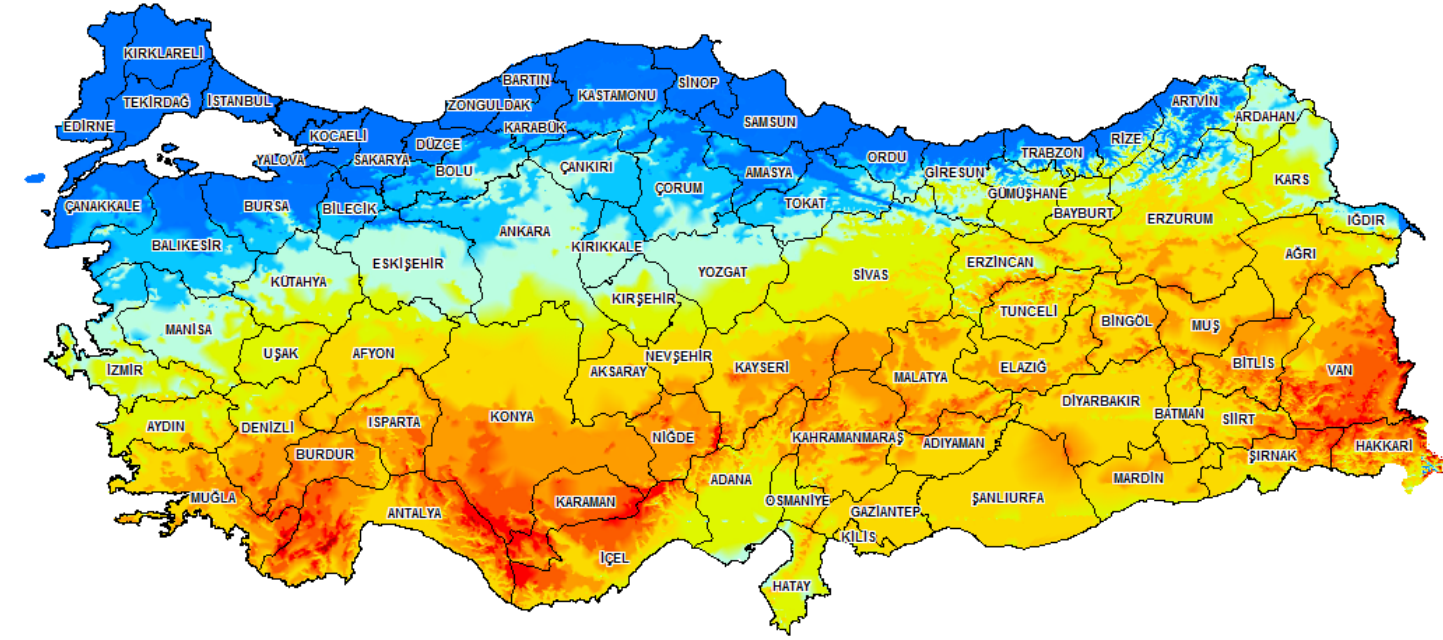 KIRKLARELİ
TEKİRDAĞ
İSTANBUL
EDİRNE
KOCAELİ
YALOVA
SAKARYA
DÜZCE
BOLU
ZONGULDAK
BARTIN
KARABÜK
KASTAMONU
SİNOP
SAMSUN
ÇANKIRI
ÇORUM
AMASYA
TOKAT
ORDU
GİRESUN
TRABZON
RİZE
ARTVİN
ARDAHAN
GÜMÜŞHANE
BAYBURT
ERZURUM
KARS
IĞDIR
AĞRI
ÇANAKKALE
BURSA
BİLECİK
BALIKESİR
KÜTAHYA
ESKİŞEHİR
ANKARA
KIRIKKALE
YOZGAT
SİVAS
ERZİNCAN
KIRŞEHİR
TUNCELİ
BİNGÖL
MUŞ
BİTLİS
VAN
MANİSA
İZMİR
UŞAK
AFYON
AKSARAY
NEVŞEHİR
KAYSERİ
MALATYA
ELAZIĞ
DİYARBAKIR
BATMAN
SİİRT
ŞIRNAK
HAKKARİ
AYDIN
DENİZLİ
ISPARTA
BURDUR
KONYA
NİĞDE
KAHRAMANMARAŞ
ADIYAMAN
MARDİN
ŞANLIURFA
MUĞLA
ANTALYA
KARAMAN
İÇEL
ADANA
OSMANİYE
GAZİANTEP
KİLİS
HATAY